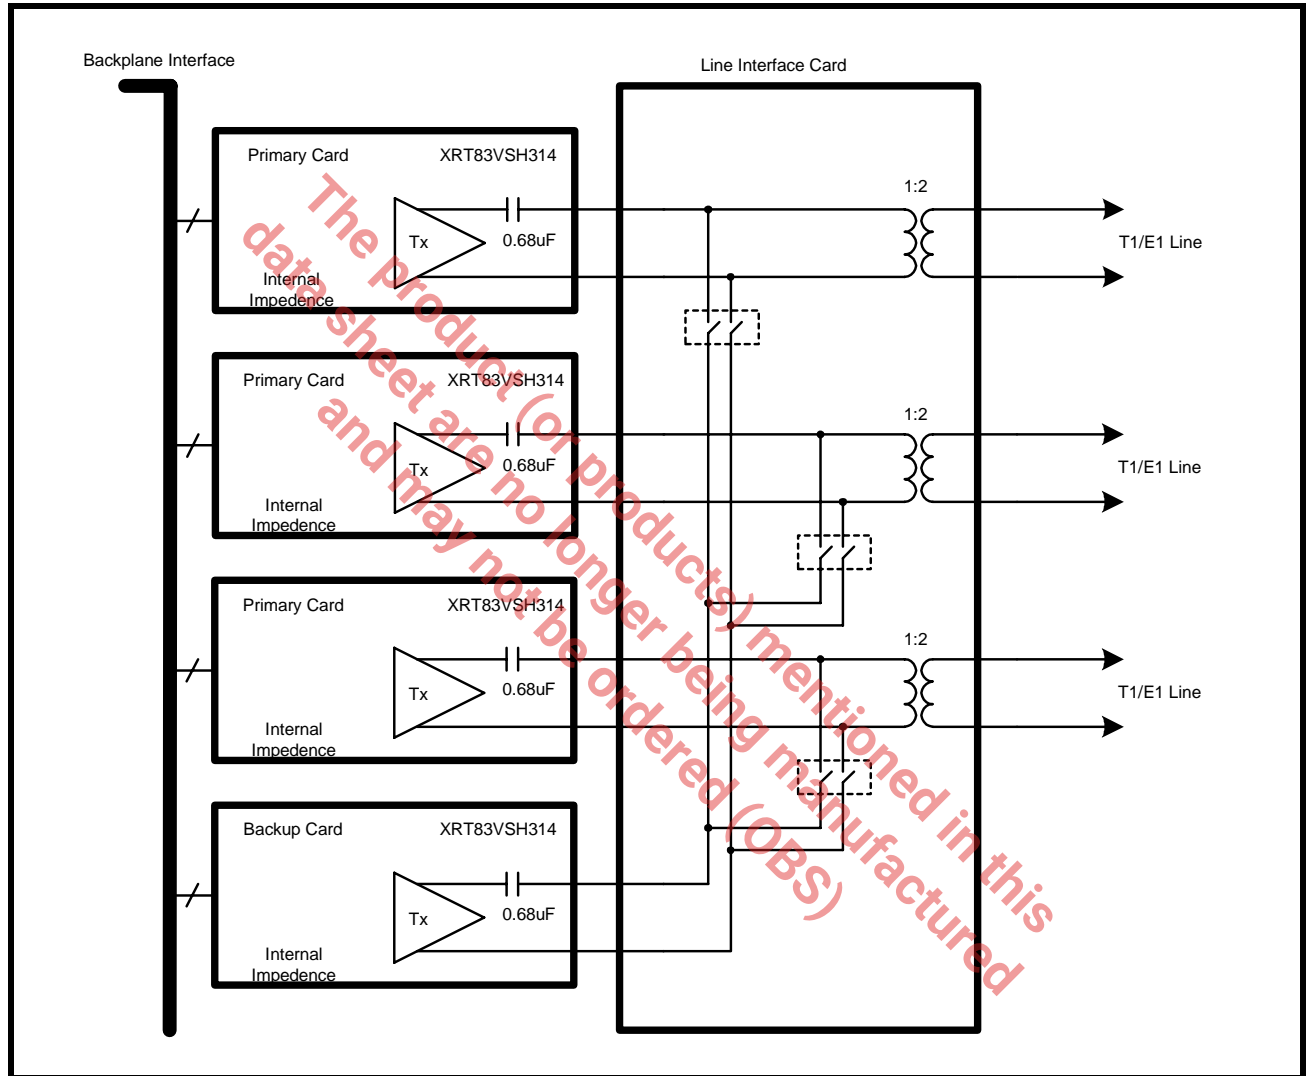 Backplane Interface
Line Interface Card
Primary Card
XRT83VSH314
Tx
0.68uF
Internal
Impedence
1:2
T1/E1 Line
Primary Card
XRT83VSH314
Tx
0.68uF
Internal
Impedence
1:2
T1/E1 Line
Primary Card
XRT83VSH314
Tx
0.68uF
Internal
Impedence
1:2
T1/E1 Line
Backup Card
XRT83VSH314
Tx
0.68uF
Internal
Impedence
The product (or products) mentioned in this
data sheet are no longer being manufactured
and may not be ordered (OBS)